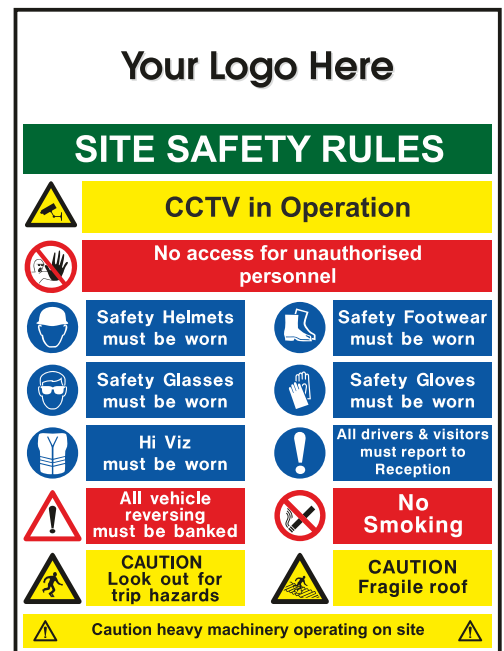 Your Logo Here
SITE SAFETY RULES
CCTV in Operation
No access for unauthorised
personnel
Safety Helmets
must be worn
Safety Footwear
must be worn
Safety Glasses
must be worn
Safety Gloves
must be worn
Hi Viz
must be worn
All drivers & visitors
must report to
Reception
All vehicle
reversing
must be banked
No
Smoking
CAUTION
Look out for
trip hazards
CAUTION
Fragile roof
Caution heavy machinery operating on site